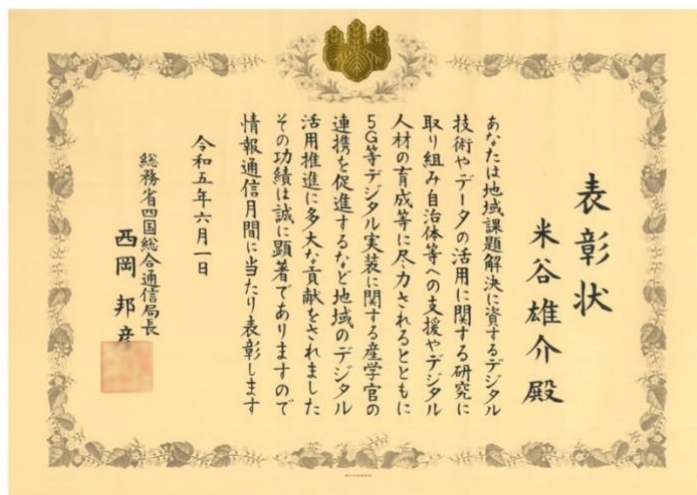 表彰状
米谷雄介殿
あなたは地域課題解決に資するデジタル
技術やデータの活用に関する研究に
取り組み自治体等への支援やデジタル
人材の育成等に尽力されるとともに
5G等デジタル実装に関する産学官の
連携を促進するなど地域のデジタル
活用推進に多大な貢献をされました
その功績は誠に顕著でありますので
情報通信月間に当たり表彰します
令和五年六月一日
総務省四国総合通信局長
西岡邦彦